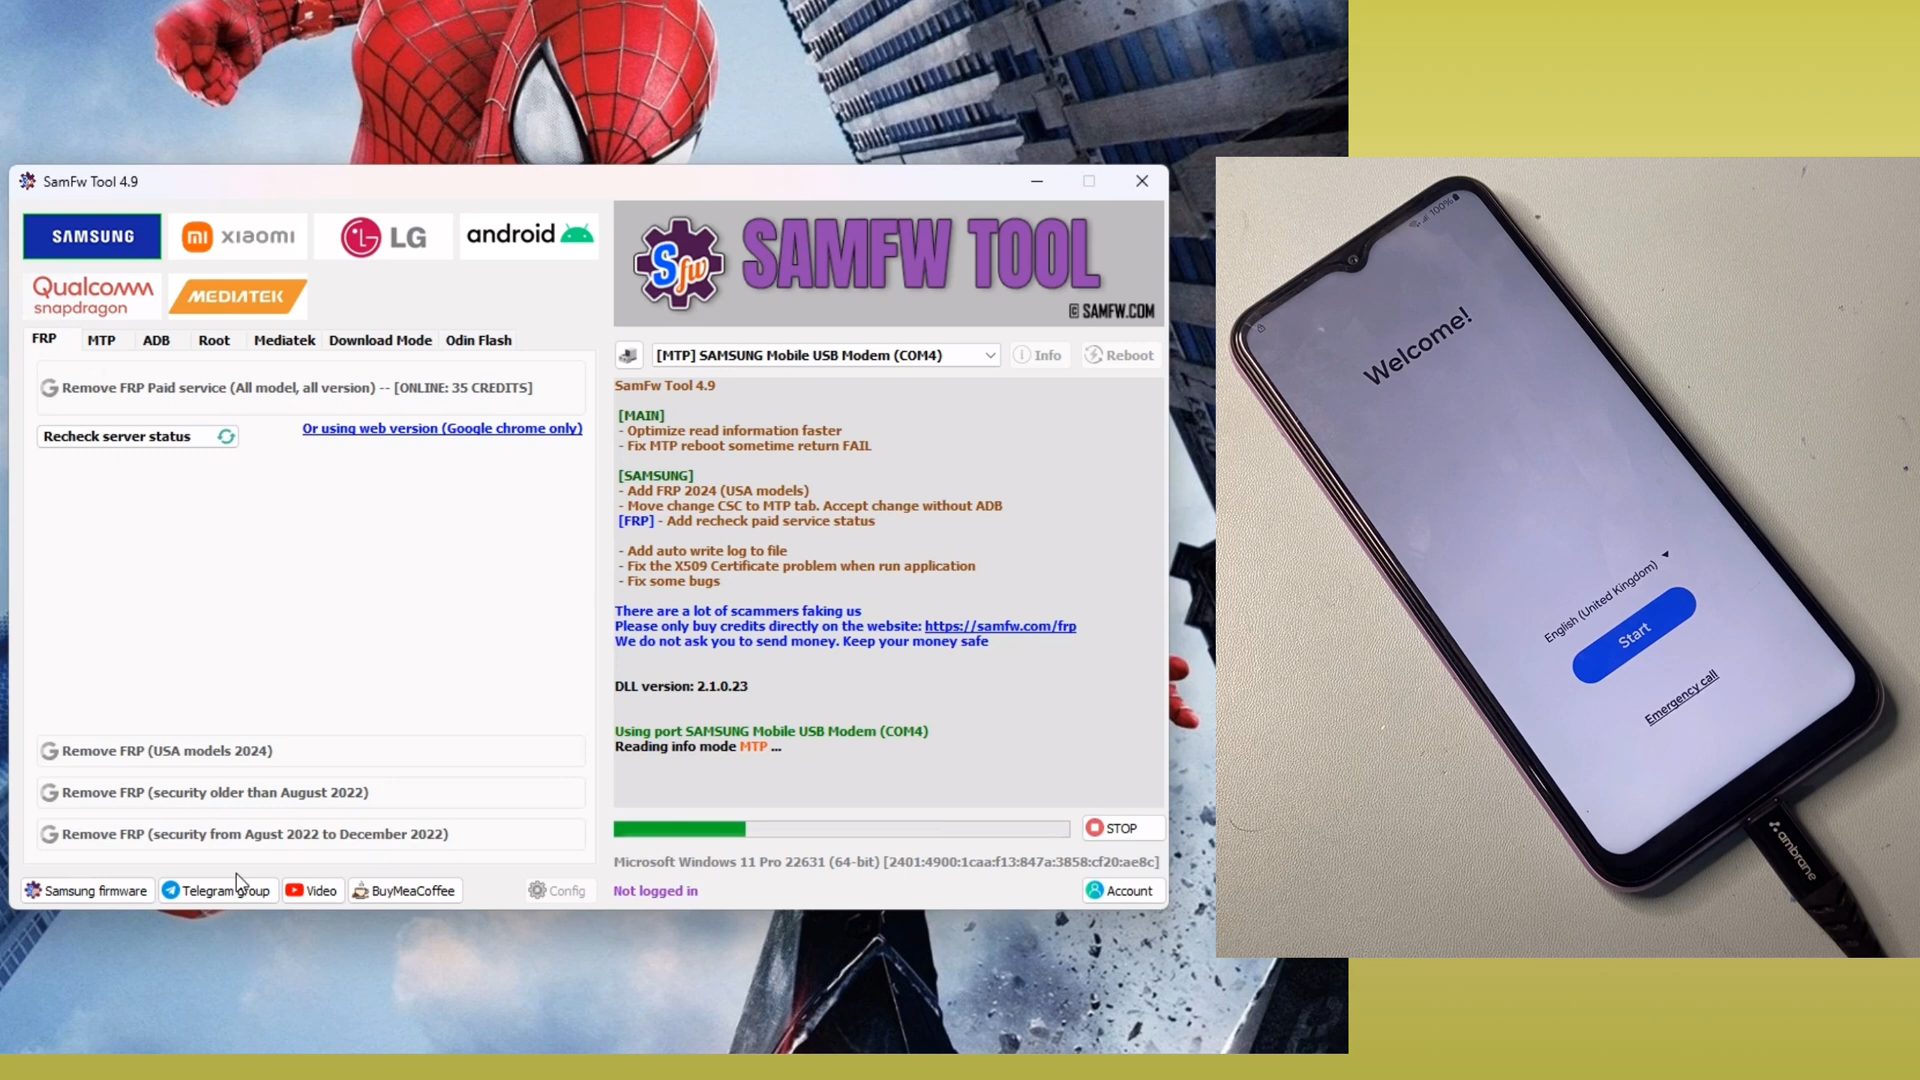 SamFw Tool 4.9
SAMSUNG
xiaomi
LG
android
Qualcomm
snapdragon
MEDIATEK
FRP
MTP
ADB
Root
Mediatek
Download Mode
Odin Flash
Remove FRP Paid service (All model, all version) -- [ONLINE: 35 CREDITS]
Recheck server status
Or using web version (Google chrome only)
Remove FRP (USA models 2024)
Remove FRP (security older than August 2022)
Remove FRP (security from Agust 2022 to December 2022)
Samsung firmware
Telegram group
Video
BuyMeaCoffee
Config
Sfw
SAMFW TOOL
© SAMFW.COM
[MTP] SAMSUNG Mobile USB Modem (COM4)
Info
Reboot
SamFw Tool 4.9
[MAIN]
- Optimize read information faster
- Fix MTP reboot sometime return FAIL
[SAMSUNG]
- Add FRP 2024 (USA models)
- Move change CSC to MTP tab. Accept change without ADB
[FRP] - Add recheck paid service status
- Add auto write log to file
- Fix the X509 Certificate problem when run application
- Fix some bugs
There are a lot of scammers faking us
Please only buy credits directly on the website: https://samfw.com/frp
We do not ask you to send money. Keep your money safe
DLL version: 2.1.0.23
Using port SAMSUNG Mobile USB Modem (COM4)
Reading info mode MTP ...
STOP
Microsoft Windows 11 Pro 22631 (64-bit) [2401:4900:1caa:f13:847a:3858:cf20:ae8c]
Not logged in
Account
100%
Welcome!
English (United Kingdom)
Start
Emergency call
ambrane